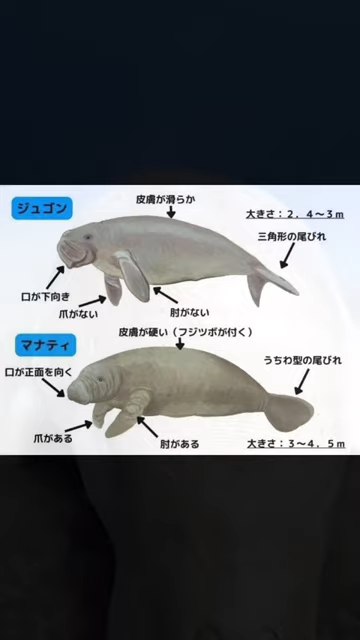 ジュゴン
皮膚が滑らか
大きさ：２．４〜３ｍ
三角形の尾びれ
口が下向き
爪がない
肘がない
マナティ
皮膚が硬い（フジツボが付く）
口が正面を向く
うちわ型の尾びれ
爪がある
肘がある
大きさ：３〜４．５ｍ